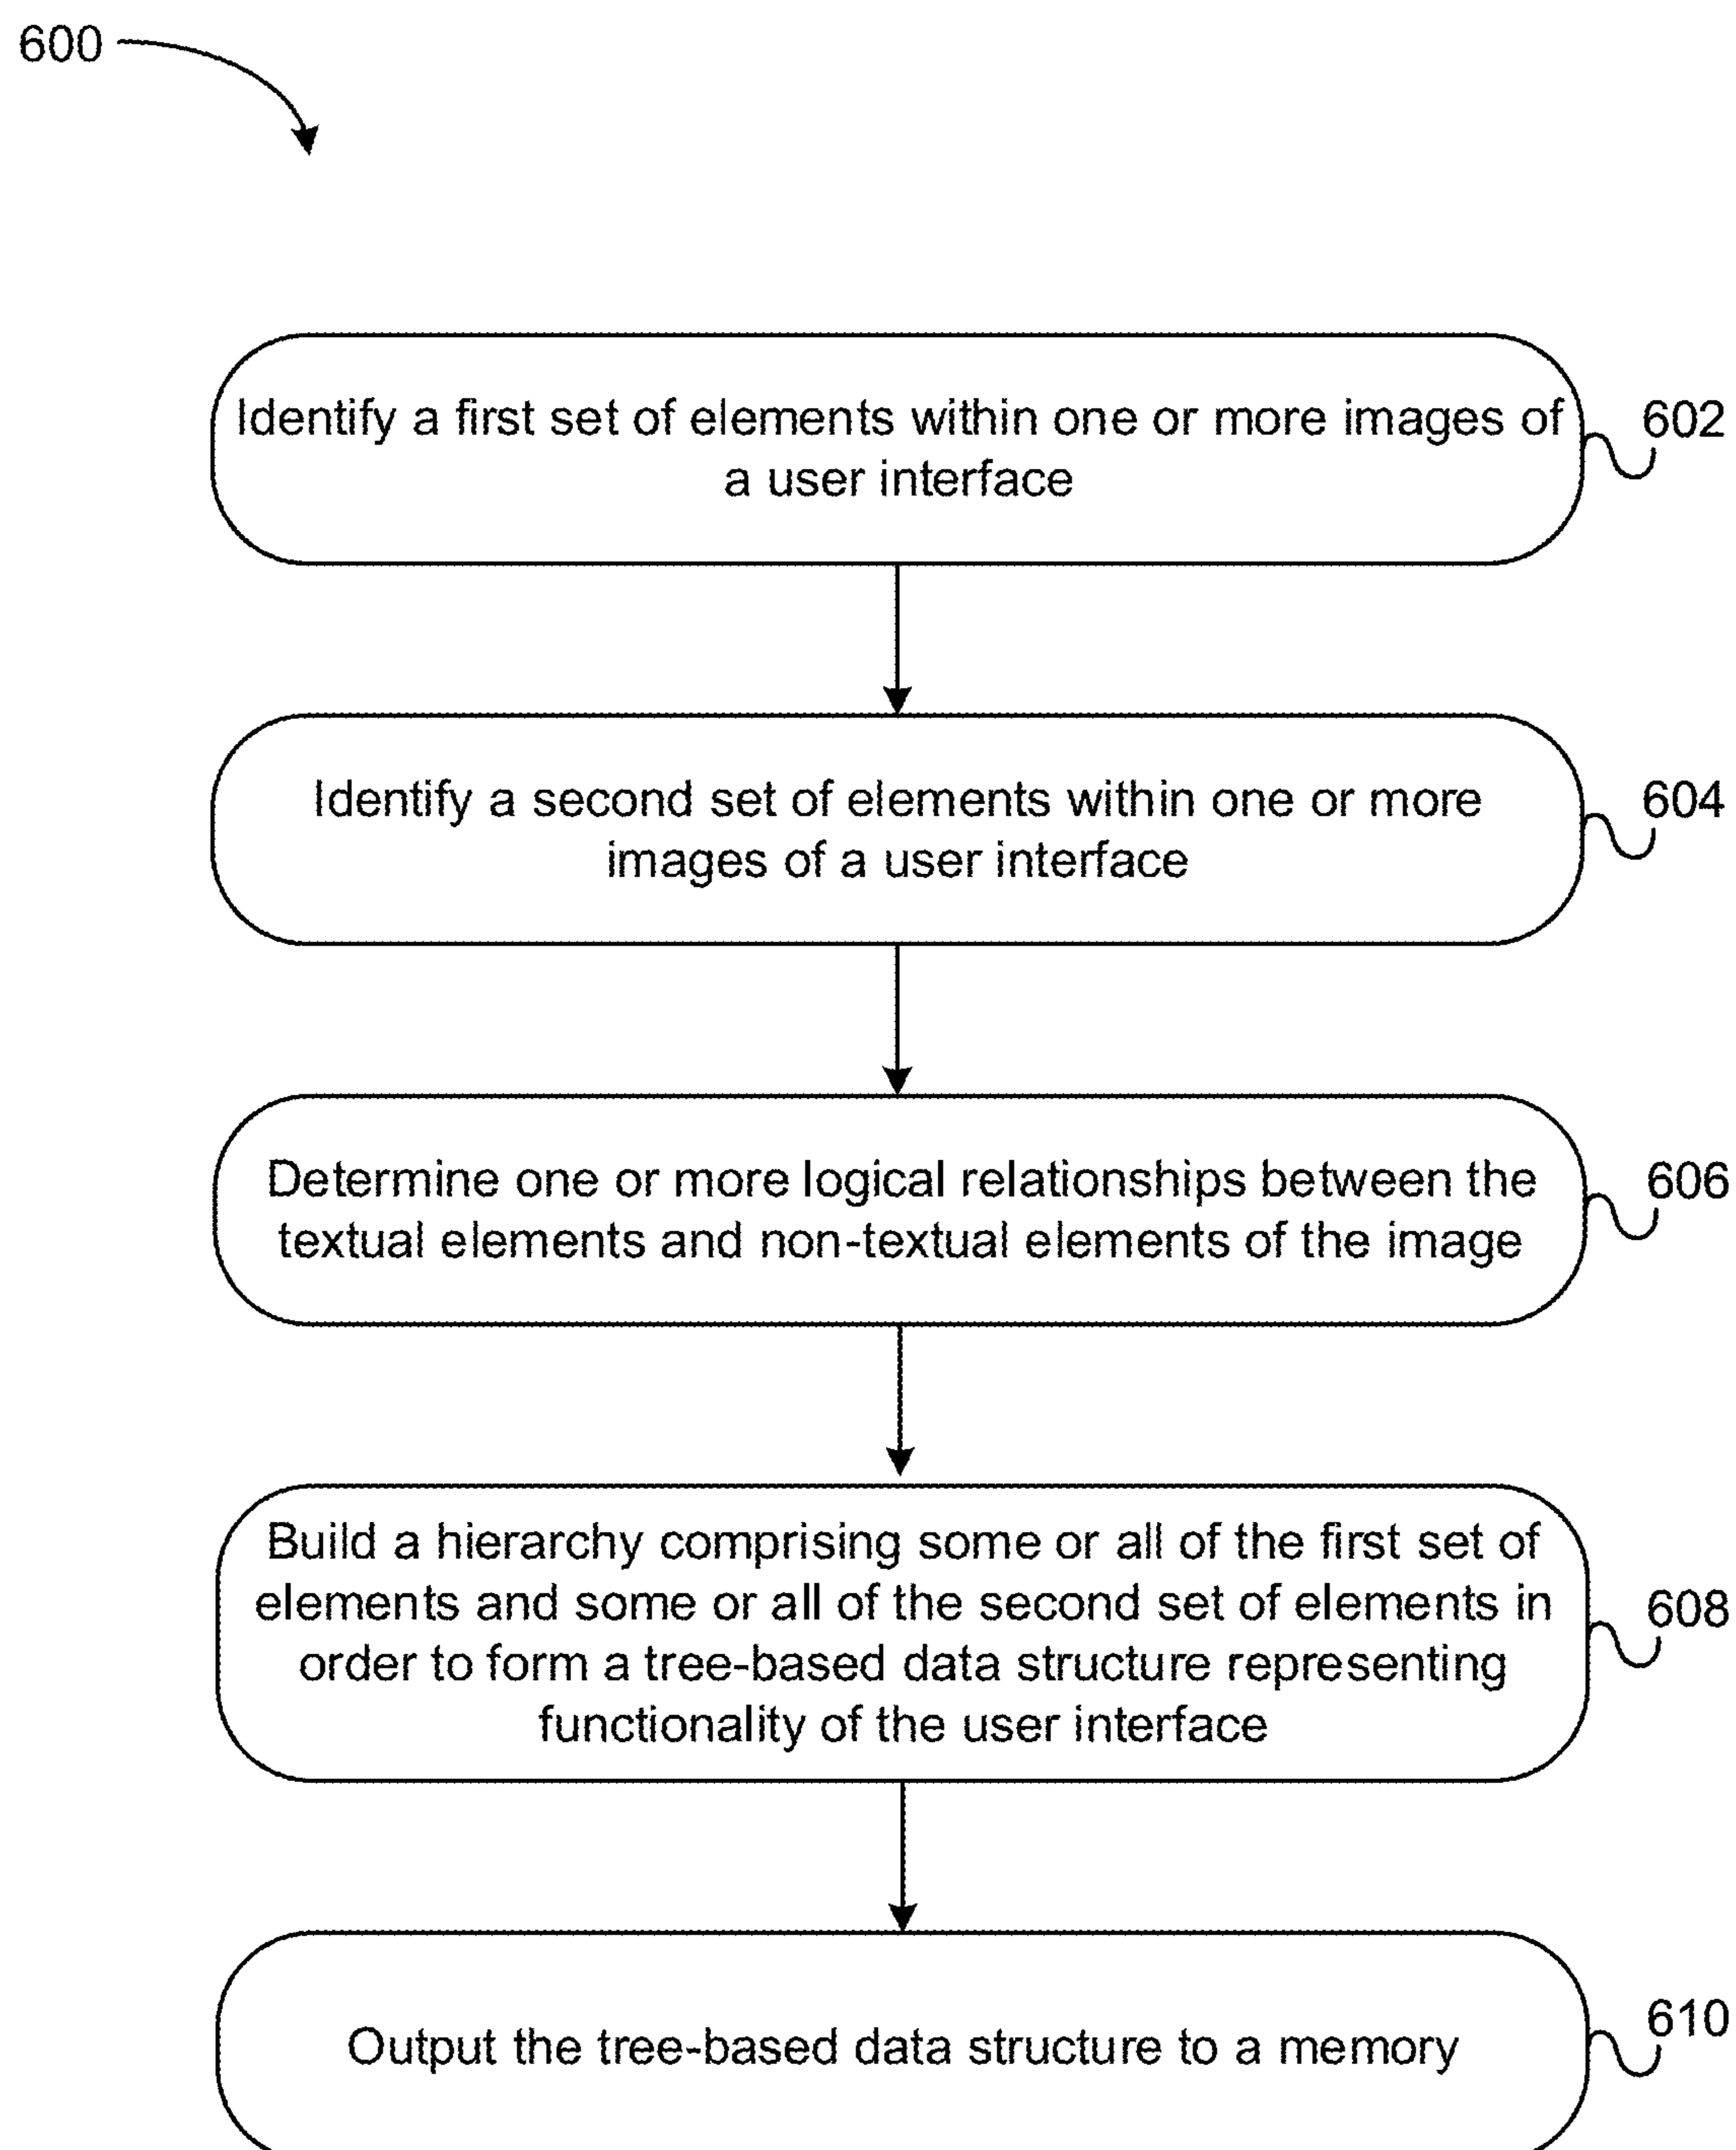 600
Identify a first set of elements within one or more images of
a user interface
602
Identify a second set of elements within one or more
images of a user interface
604
Determine one or more logical relationships between the
textual elements and non-textual elements of the image
606
Build a hierarchy comprising some or all of the first set of
elements and some or all of the second set of elements in
order to form a tree-based data structure representing
functionality of the user interface
608
Output the tree-based data structure to a memory
610